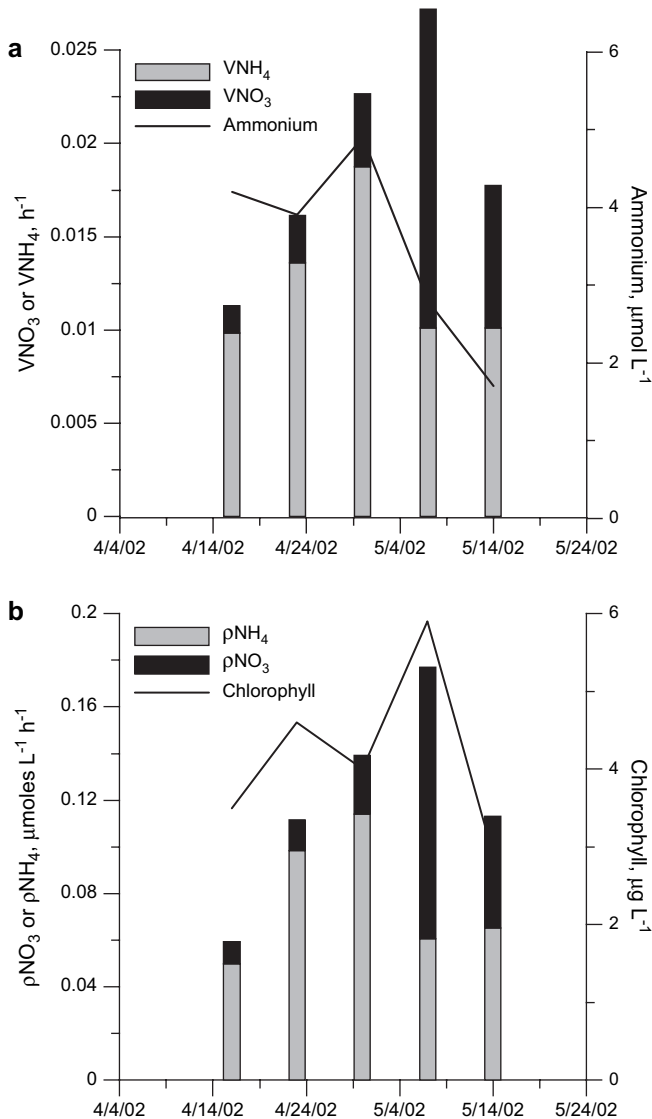 a
0.025
0.02
0.015
0.01
0.005
0
VNO₃ or VNH₄, h⁻¹
VNH₄
VNO₃
Ammonium
6
4
2
0
Ammonium, μmol L⁻¹
4/4/02 4/14/02 4/24/02 5/4/02 5/14/02 5/24/02
b
0.2
0.16
0.12
0.08
0.04
0
ρNO₃ or ρNH₄, μmoles L⁻¹ h⁻¹
ρNH₄
ρNO₃
Chlorophyll
6
4
2
0
Chlorophyll, μg L⁻¹
4/4/02 4/14/02 4/24/02 5/4/02 5/14/02 5/24/02